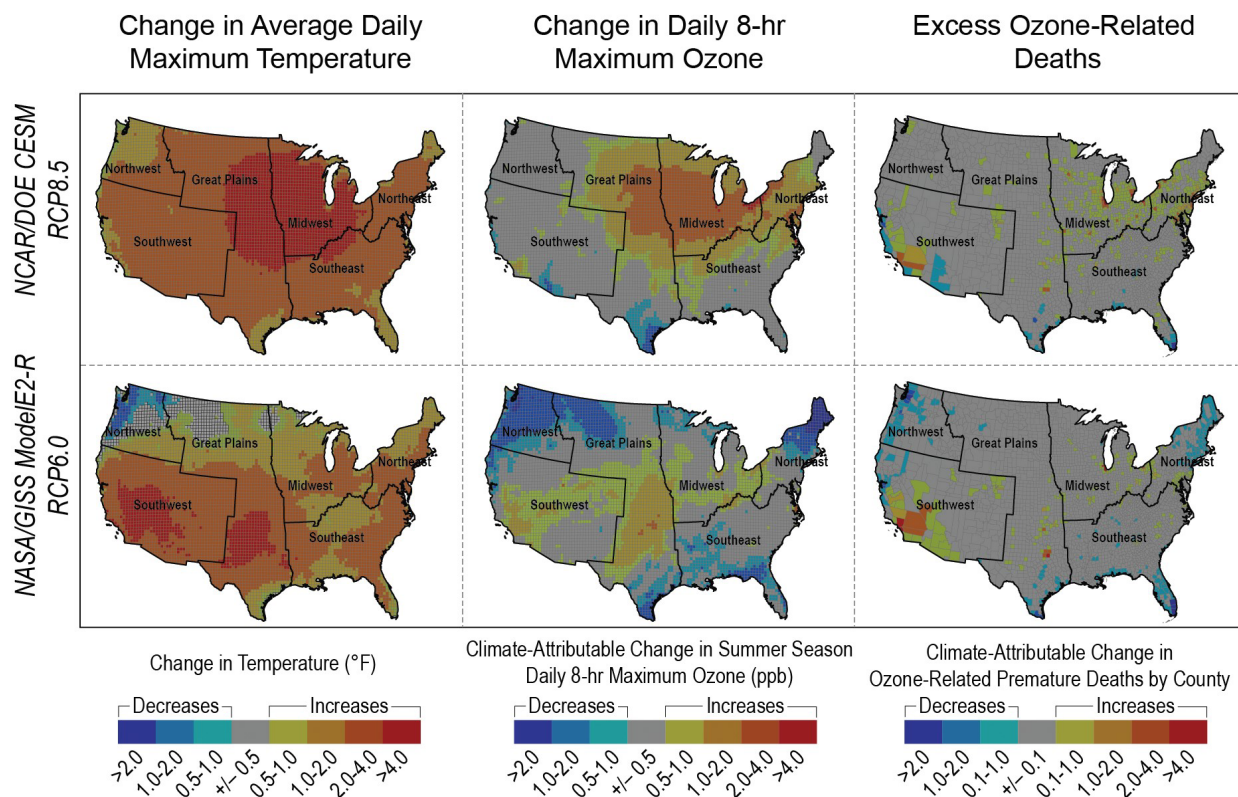 Change in Average Daily
Maximum Temperature
Change in Daily 8-hr
Maximum Ozone
Excess Ozone-Related
Deaths
NCAR/DOE CESM
RCP8.5
Northwest
Great Plains
Midwest
Northeast
Southwest
Southeast
Northwest
Great Plains
Midwest
Northeast
Southwest
Southeast
Northwest
Great Plains
Midwest
Northeast
Southwest
Southeast
NASA/GISS ModelE2-R
RCP6.0
Northwest
Great Plains
Midwest
Northeast
Southwest
Southeast
Northwest
Great Plains
Midwest
Northeast
Southwest
Southeast
Northwest
Great Plains
Midwest
Northeast
Southwest
Southeast
Change in Temperature (°F)
Decreases
Increases
>2.0
1.0-2.0
0.5-1.0
+/- 0.5
0.5-1.0
1.0-2.0
2.0-4.0
>4.0
Climate-Attributable Change in Summer Season
Daily 8-hr Maximum Ozone (ppb)
Decreases
Increases
>2.0
1.0-2.0
0.5-1.0
+/- 0.5
0.5-1.0
1.0-2.0
2.0-4.0
>4.0
Climate-Attributable Change in
Ozone-Related Premature Deaths by County
Decreases
Increases
>2.0
1.0-2.0
0.1-1.0
+/- 0.1
0.1-1.0
1.0-2.0
2.0-4.0
>4.0